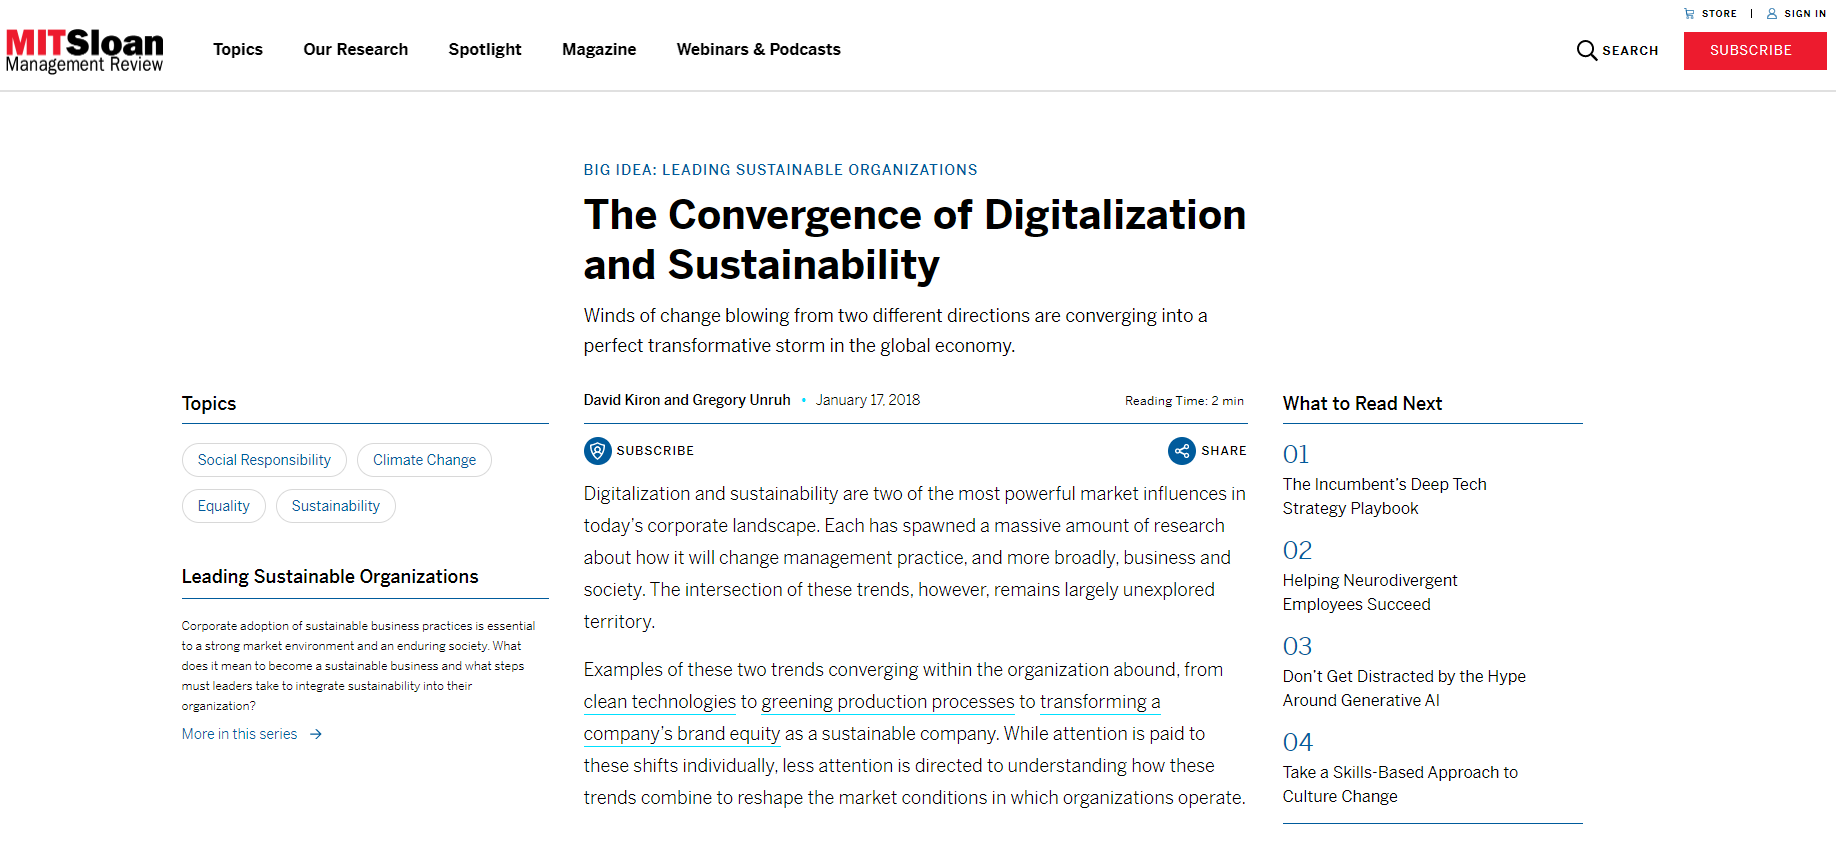 STORE | SIGN IN
MITSloan
Management Review
Topics
Our Research
Spotlight
Magazine
Webinars & Podcasts
SEARCH
SUBSCRIBE
BIG IDEA: LEADING SUSTAINABLE ORGANIZATIONS
The Convergence of Digitalization
and Sustainability
Winds of change blowing from two different directions are converging into a
perfect transformative storm in the global economy.
Topics
Social Responsibility
Climate Change
Equality
Sustainability
Leading Sustainable Organizations
Corporate adoption of sustainable business practices is essential
to a strong market environment and an enduring society. What
does it mean to become a sustainable business and what steps
must leaders take to integrate sustainability into their
organization?
More in this series →
David Kiron and Gregory Unruh • January 17, 2018
Reading Time: 2 min
SUBSCRIBE
SHARE
Digitalization and sustainability are two of the most powerful market influences in
today’s corporate landscape. Each has spawned a massive amount of research
about how it will change management practice, and more broadly, business and
society. The intersection of these trends, however, remains largely unexplored
territory.
Examples of these two trends converging within the organization abound, from
clean technologies to greening production processes to transforming a
company’s brand equity as a sustainable company. While attention is paid to
these shifts individually, less attention is directed to understanding how these
trends combine to reshape the market conditions in which organizations operate.
What to Read Next
01
The Incumbent’s Deep Tech
Strategy Playbook
02
Helping Neurodivergent
Employees Succeed
03
Don’t Get Distracted by the Hype
Around Generative AI
04
Take a Skills-Based Approach to
Culture Change